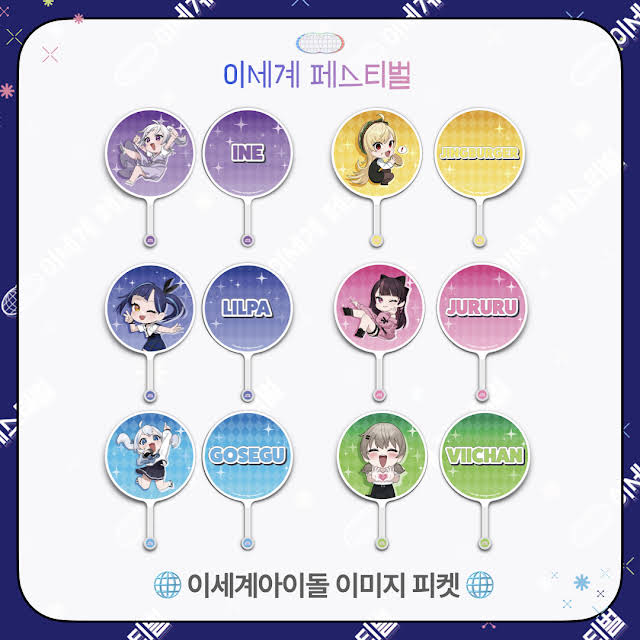 이세계 페스티벌
INE
JINGBURGER
LILPA
JURURU
GOSEGU
VIICHAN
이세계아이돌 이미지 피켓